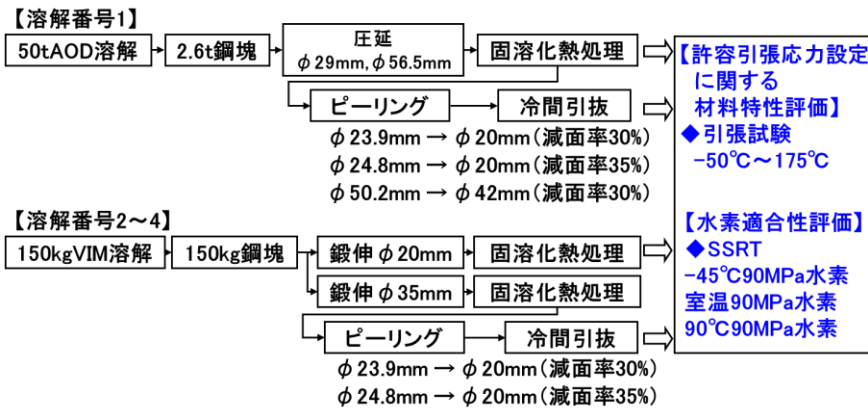 【溶解番号1】
50tAOD溶解
2.6t鋼塊
圧延
φ29mm,φ56.5mm
固溶化熱処理
ピーリング
冷間引抜
φ23.9mm → φ20mm(減面率30%)
φ24.8mm → φ20mm(減面率35%)
φ50.2mm → φ42mm(減面率30%)
【溶解番号2~4】
150kgVIM溶解
150kg鋼塊
鍛伸φ20mm
固溶化熱処理
鍛伸φ35mm
固溶化熱処理
ピーリング
冷間引抜
φ23.9mm → φ20mm(減面率30%)
φ24.8mm → φ20mm(減面率35%)
【許容引張応力設定
に関する
材料特性評価】
◆引張試験
-50℃~175℃
【水素適合性評価】
◆SSRT
-45℃90MPa水素
室温90MPa水素
90℃90MPa水素